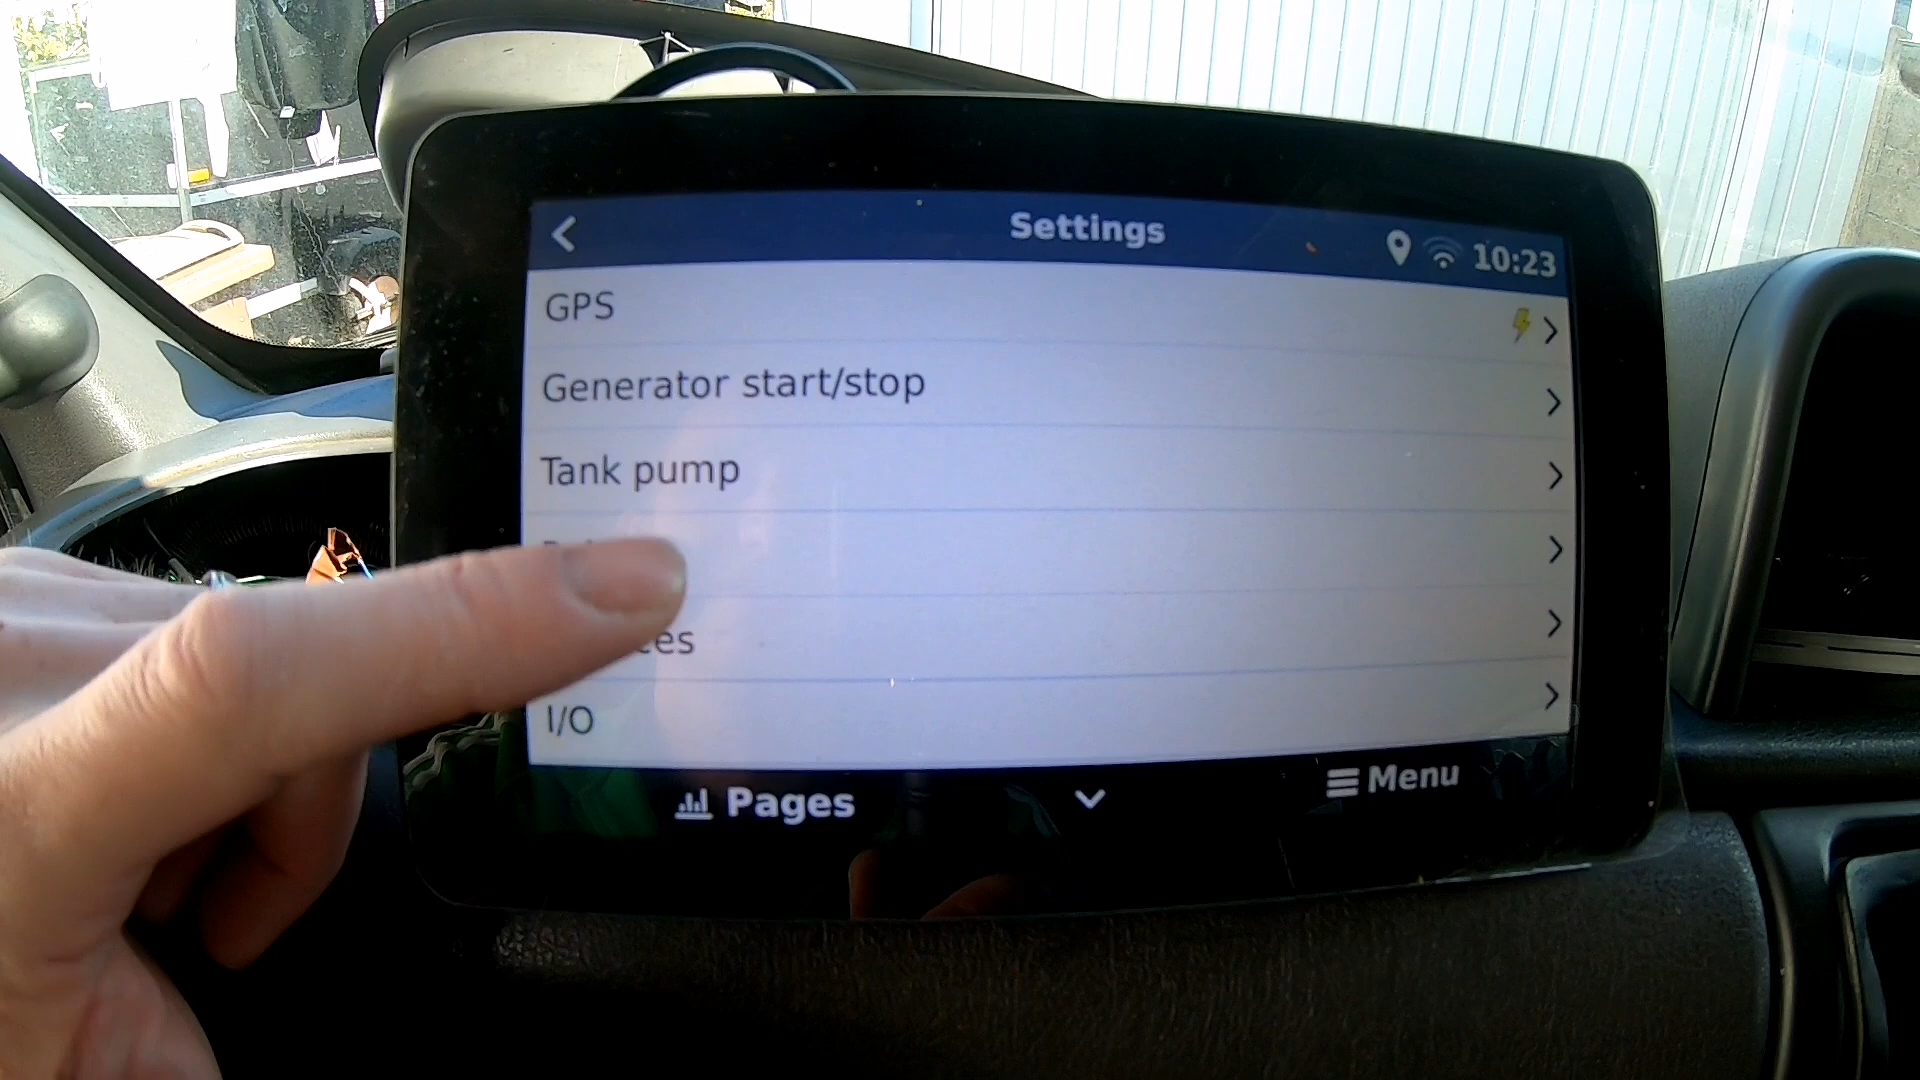 Settings
10:23
GPS
Generator start/stop
Tank pump
I/O
Pages
Menu